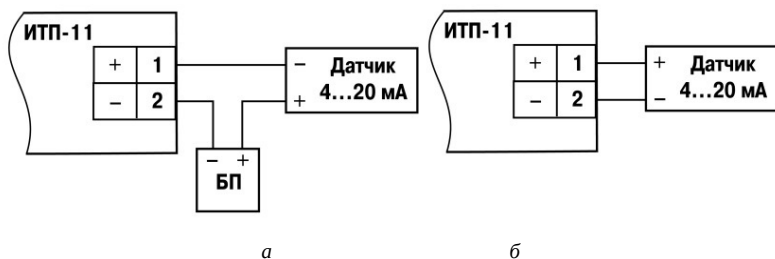 ИТП-11
+ 1
– 2
– Датчик
+ 4...20 мА
– +
БП
а
ИТП-11
+ 1
– 2
+ Датчик
– 4...20 мА
б